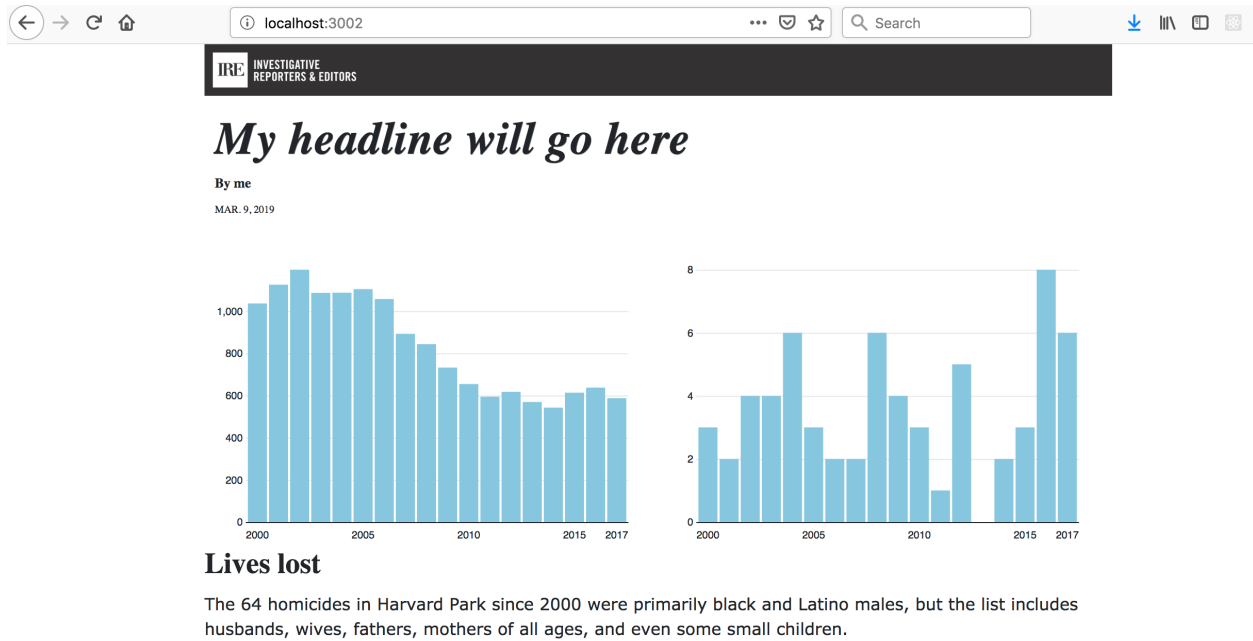 localhost:3002
Search
IRE INVESTIGATIVE
REPORTERS & EDITORS
My headline will go here
By me
MAR. 9, 2019
1,000
800
600
400
200
0
2000 2005 2010 2015 2017
8
6
4
2
0
2000 2005 2010 2015 2017
Lives lost
The 64 homicides in Harvard Park since 2000 were primarily black and Latino males, but the list includes
husbands, wives, fathers, mothers of all ages, and even some small children.